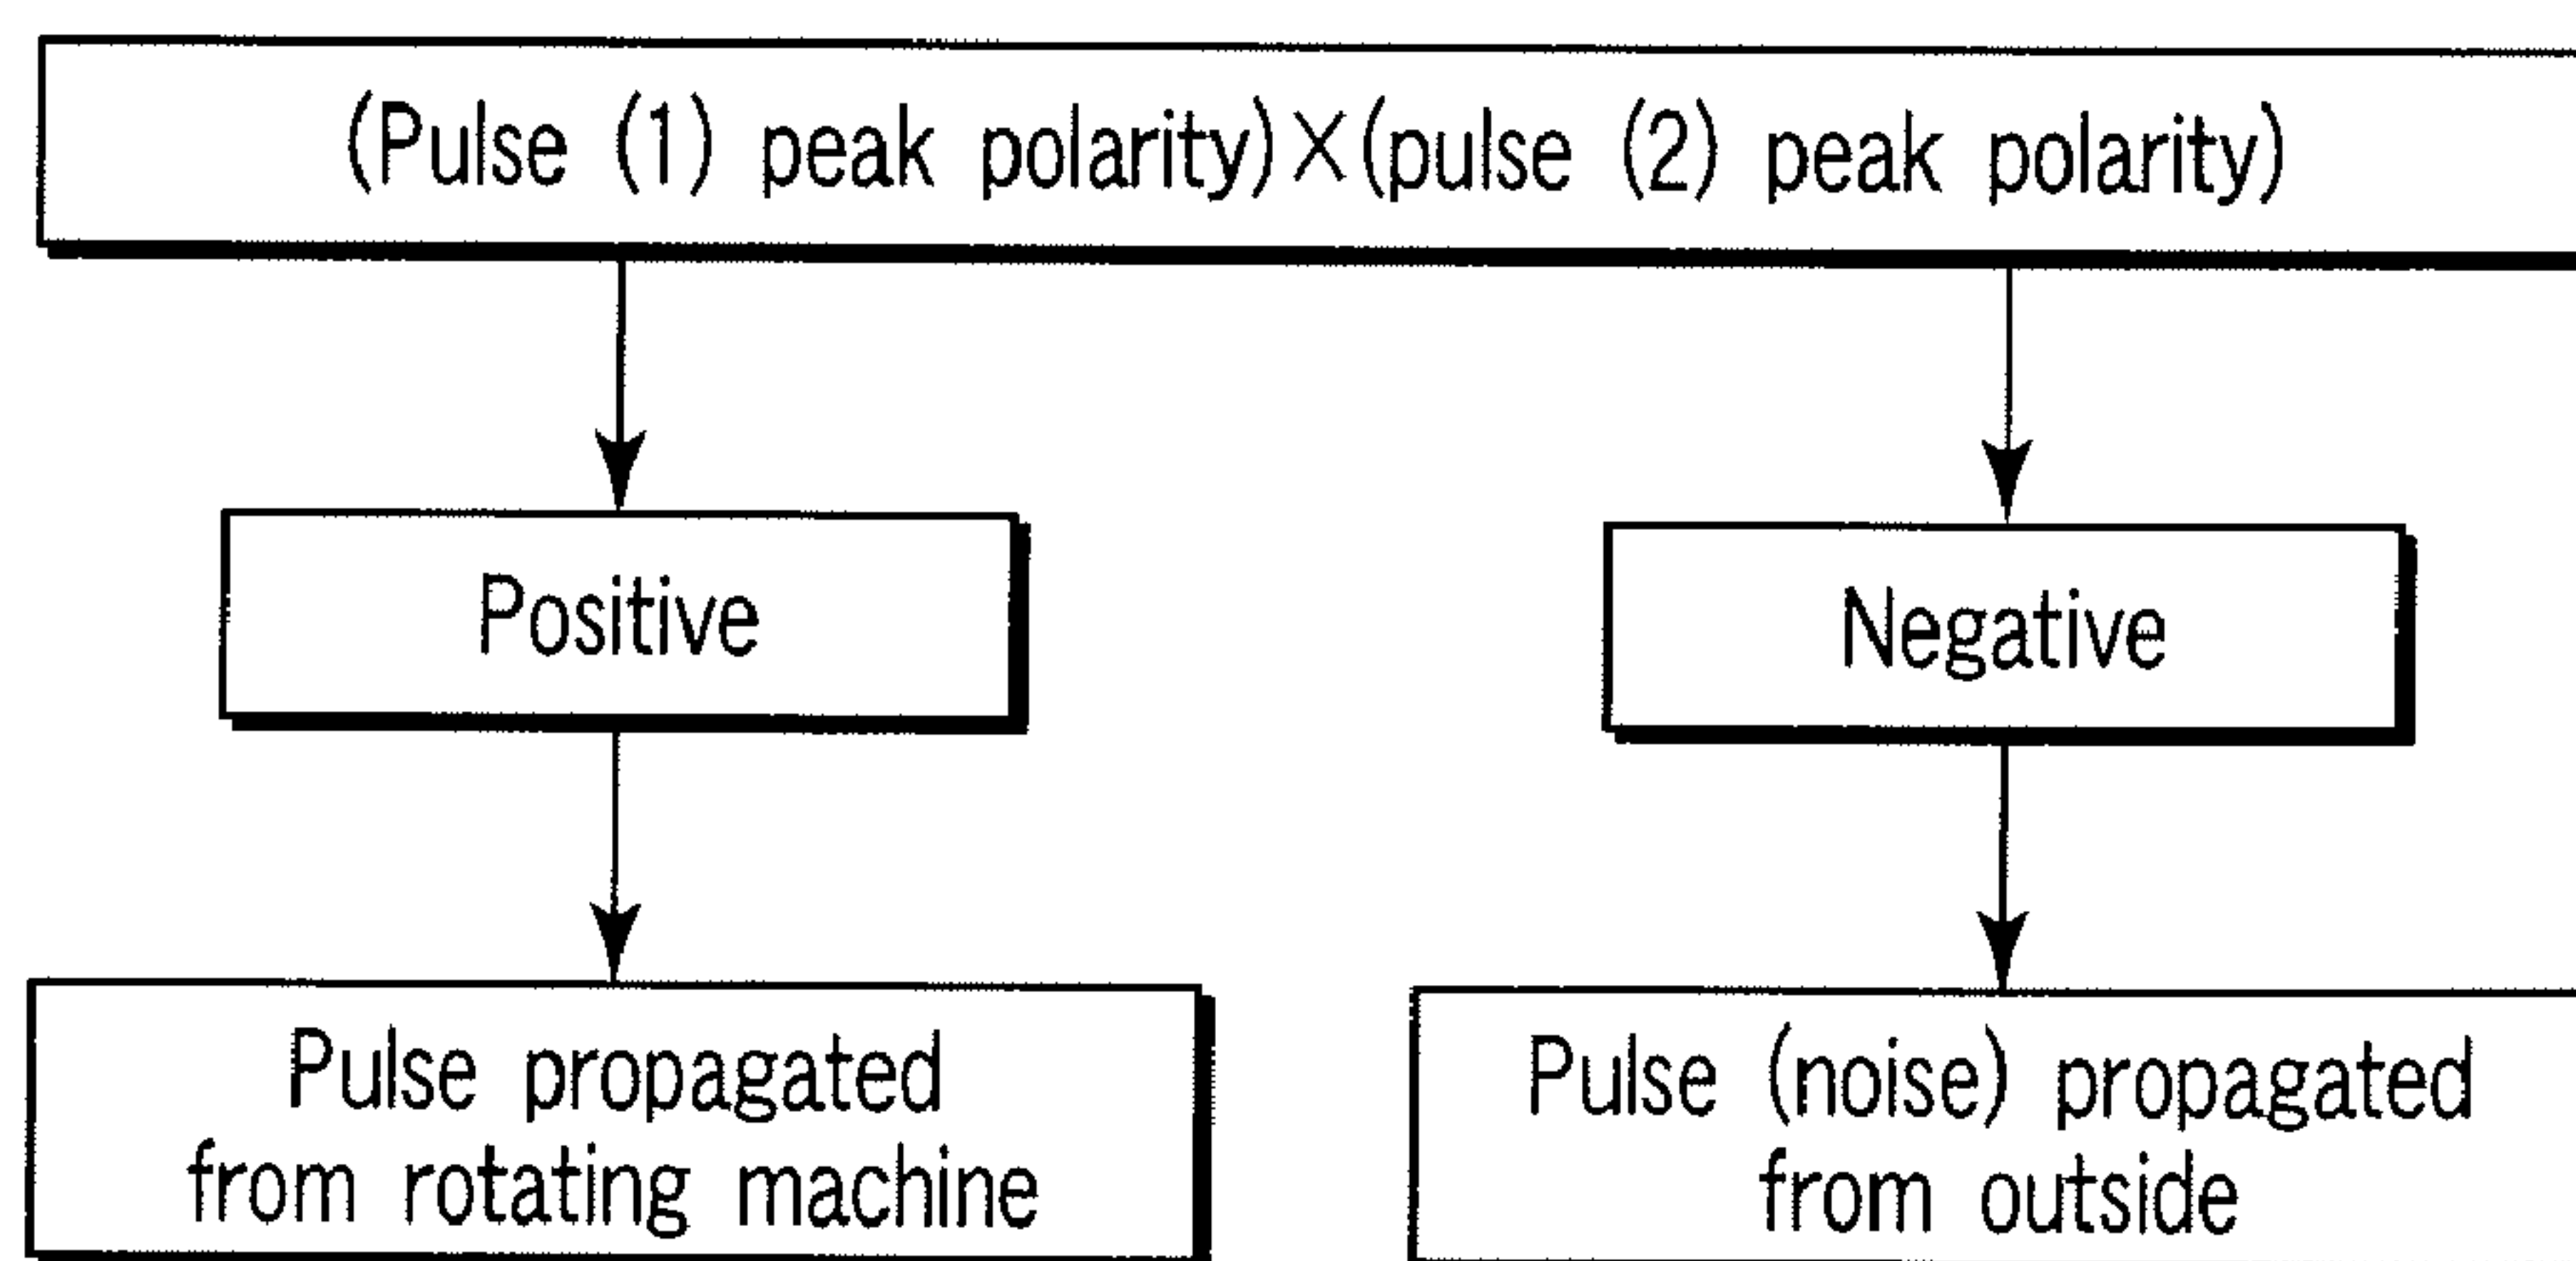 (Pulse (1) peak polarity)×(pulse (2) peak polarity)
Positive
Negative
Pulse propagated
from rotating machine
Pulse (noise) propagated
from outside